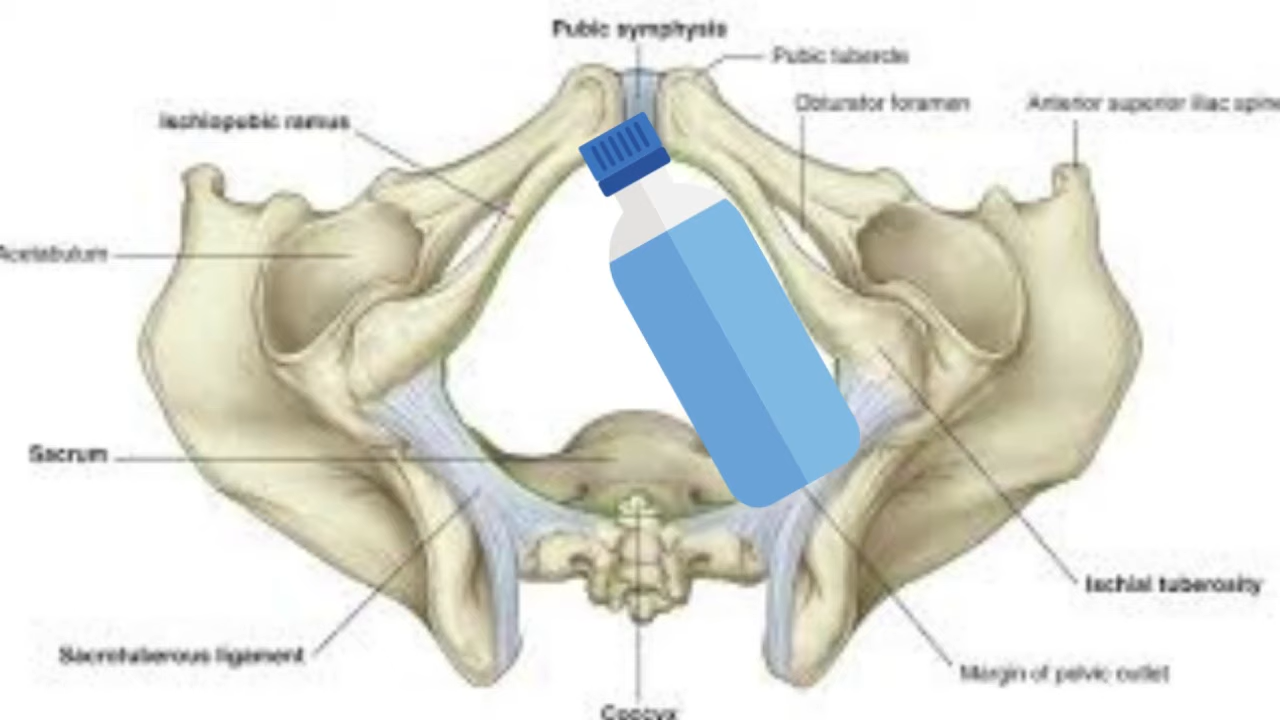 Pubic symphysis
Pubic tubercle
Obturator foramen
Anterior superior iliac spine
Ischiopubic ramus
Acetabulum
Sacrum
Ischial tuberosity
Sacrotuberous ligament
Margin of pelvic outlet
Coccyx